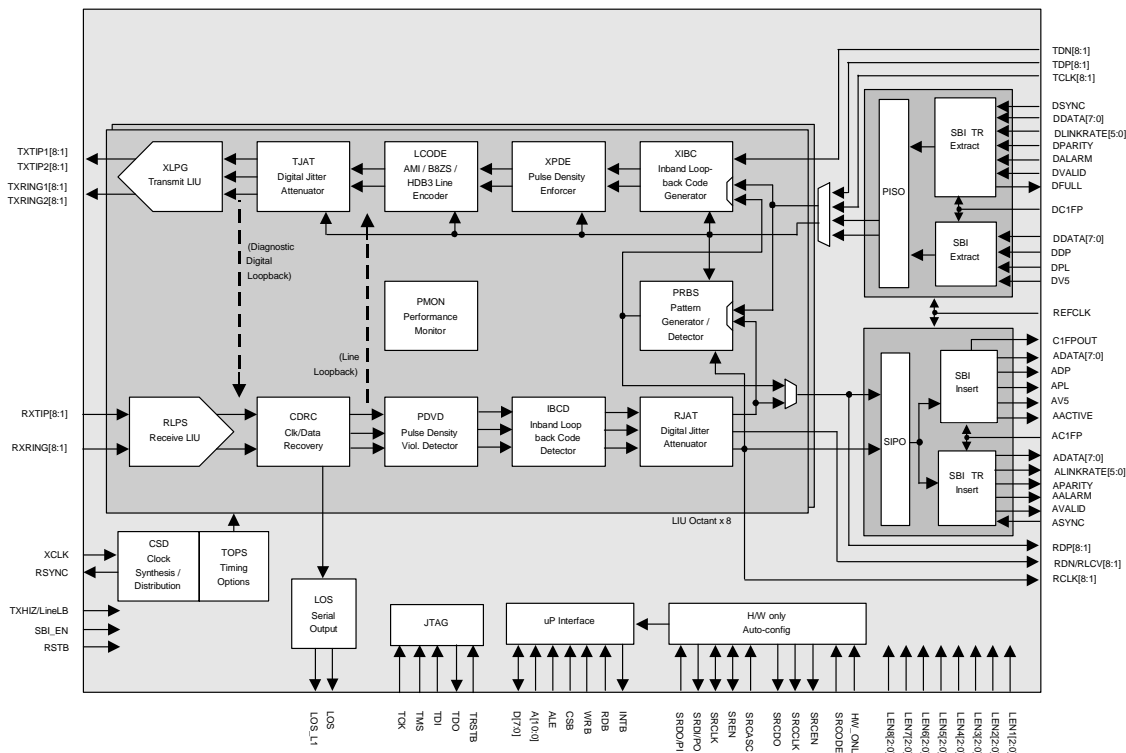 TDN[8:1]
TDP[8:1]
TCLK[8:1]
DSYNC
DDATA[7:0]
DLINKRATE[5:0]
DPARITY
DALARM
DVALID
DFULL
DC1FP
DDATA[7:0]
DDP
DPL
DV5
REFCLK
C1FPOUT
ADATA[7:0]
ADP
APL
AV5
AACTIVE
AC1FP
ADATA[7:0]
ALINKRATE[5:0]
APARITY
AALARM
AVALID
ASYNC
RDP[8:1]
RDN/RLCV[8:1]
RCLK[8:1]
TXTIP1[8:1]
TXTIP2[8:1]
TXRING1[8:1]
TXRING2[8:1]
XLPG
Transmit LIU
TJAT
Digital Jitter
Attenuator
LCODE
AMI / B8ZS /
HDB3 Line
Encoder
XPDE
Pulse Density
Enforcer
XIBC
Inband Loop-
back Code
Generator
PISO
SBI TR
Extract
SBI
Extract
(Diagnostic
Digital
Loopback)
PMON
Performance
Monitor
(Line
Loopback)
PRBS
Pattern
Generator /
Detector
RXTIP[8:1]
RXRING[8:1]
RLPS
Receive LIU
CDRC
Clk/Data
Recovery
PDVD
Pulse Density
Viol. Detector
IBCD
Inband Loop
back Code
Detector
RJAT
Digital Jitter
Attenuator
SIPO
SBI
Insert
SBI TR
Insert
LIU Octant x 8
XCLK
RSYNC
TXHIZ/LineLB
SBI_EN
RSTB
CSD
Clock
Synthesis /
Distribution
TOPS
Timing
Options
LOS
Serial
Output
JTAG
uP Interface
H/W only
Auto-config
LOS_L1
LOS
TCK
TMS
TDI
TDO
TRSTB
D[7:0]
A[10:0]
ALE
CSB
WRB
RDB
INTB
SRDO/PI
SRDI/PO
SRCLK
SREN
SRCASC
SRCDO
SRCCLK
SRCEN
SRCODE
HW_ONL
LEN8[2:0]
LEN7[2:0]
LEN6[2:0]
LEN5[2:0]
LEN4[2:0]
LEN3[2:0]
LEN2[2:0]
LEN1[2:0]